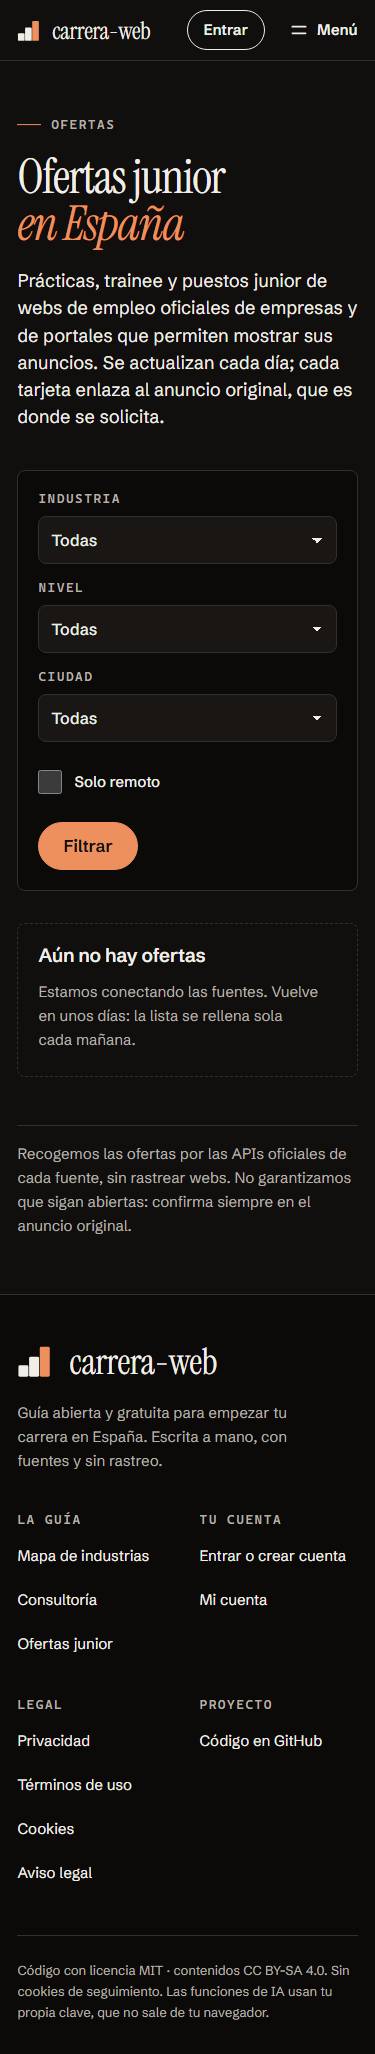 carrera-web
Entrar
Menú
OFERTAS
Ofertas junior
en España
Prácticas, trainee y puestos junior de
webs de empleo oficiales de empresas y
de portales que permiten mostrar sus
anuncios. Se actualizan cada día; cada
tarjeta enlaza al anuncio original, que es
donde se solicita.
INDUSTRIA
Todas
NIVEL
Todas
CIUDAD
Todas
Solo remoto
Filtrar
Aún no hay ofertas
Estamos conectando las fuentes. Vuelve
en unos días: la lista se rellena sola
cada mañana.
Recogemos las ofertas por las APIs oficiales de
cada fuente, sin rastrear webs. No garantizamos
que sigan abiertas: confirma siempre en el
anuncio original.
carrera-web
Guía abierta y gratuita para empezar tu
carrera en España. Escrita a mano, con
fuentes y sin rastreo.
LA GUÍA
Mapa de industrias
Consultoría
Ofertas junior
TU CUENTA
Entrar o crear cuenta
Mi cuenta
LEGAL
Privacidad
Términos de uso
Cookies
Aviso legal
PROYECTO
Código en GitHub
Código con licencia MIT · contenidos CC BY-SA 4.0. Sin
cookies de seguimiento. Las funciones de IA usan tu
propia clave, que no sale de tu navegador.